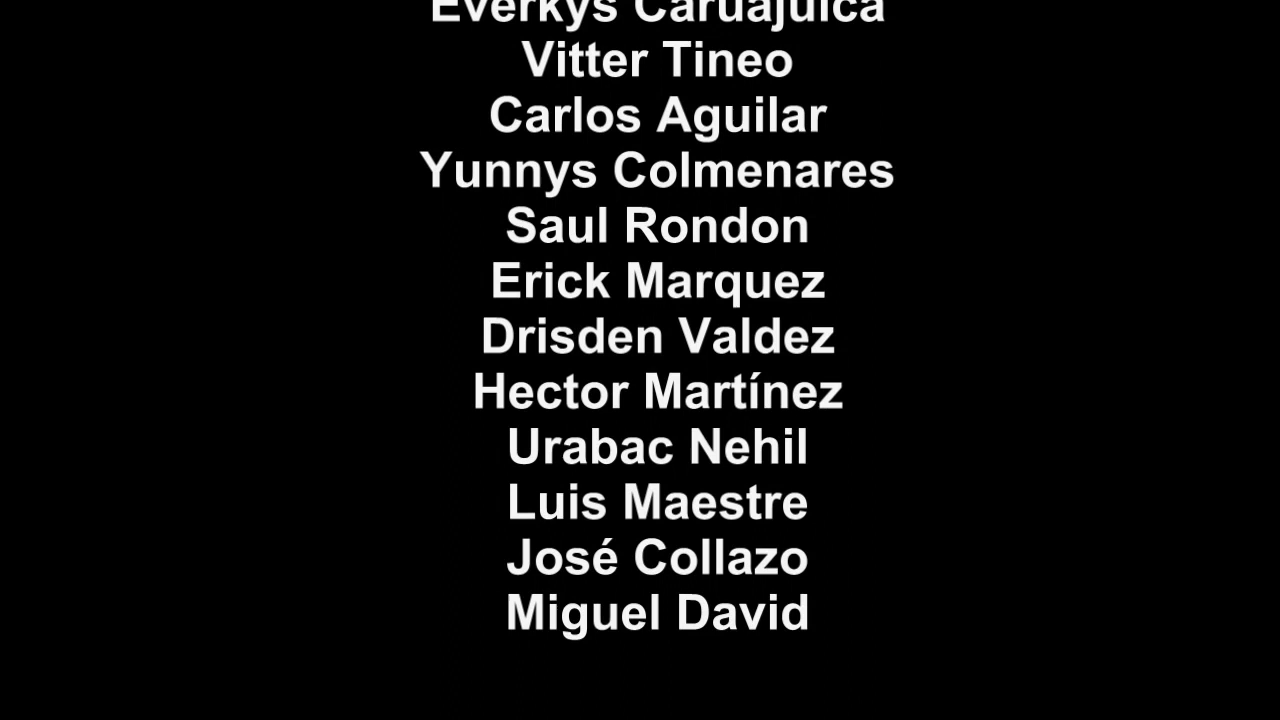 Everkys Caruajulca
Vitter Tineo
Carlos Aguilar
Yunnys Colmenares
Saul Rondon
Erick Marquez
Drisden Valdez
Hector Martínez
Urabac Nehil
Luis Maestre
José Collazo
Miguel David